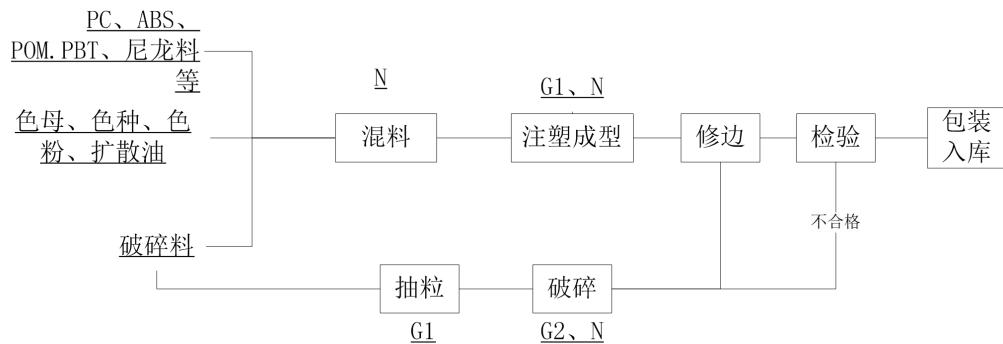 PC、ABS、
POM.PBT、尼龙料
等
N
G1、N
色母、色种、色
粉、扩散油
混料
注塑成型
修边
检验
包装
入库
不合格
破碎料
抽粒
破碎
G1
G2、N